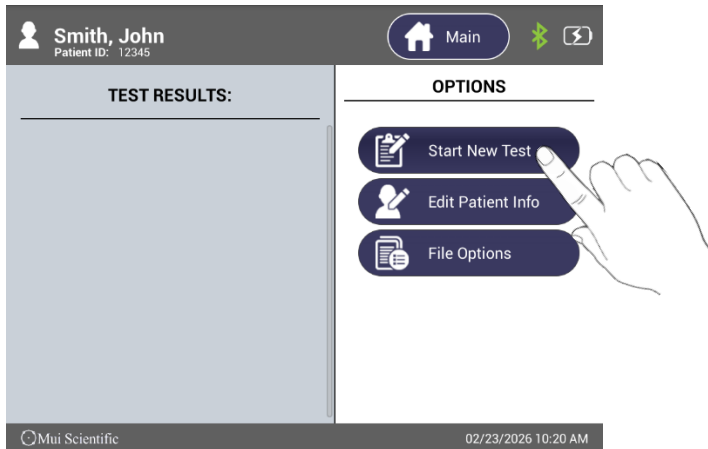 Smith, John
Patient ID: 12345
Main
TEST RESULTS:
OPTIONS
Start New Test
Edit Patient Info
File Options
Mui Scientific
02/23/2026 10:20 AM